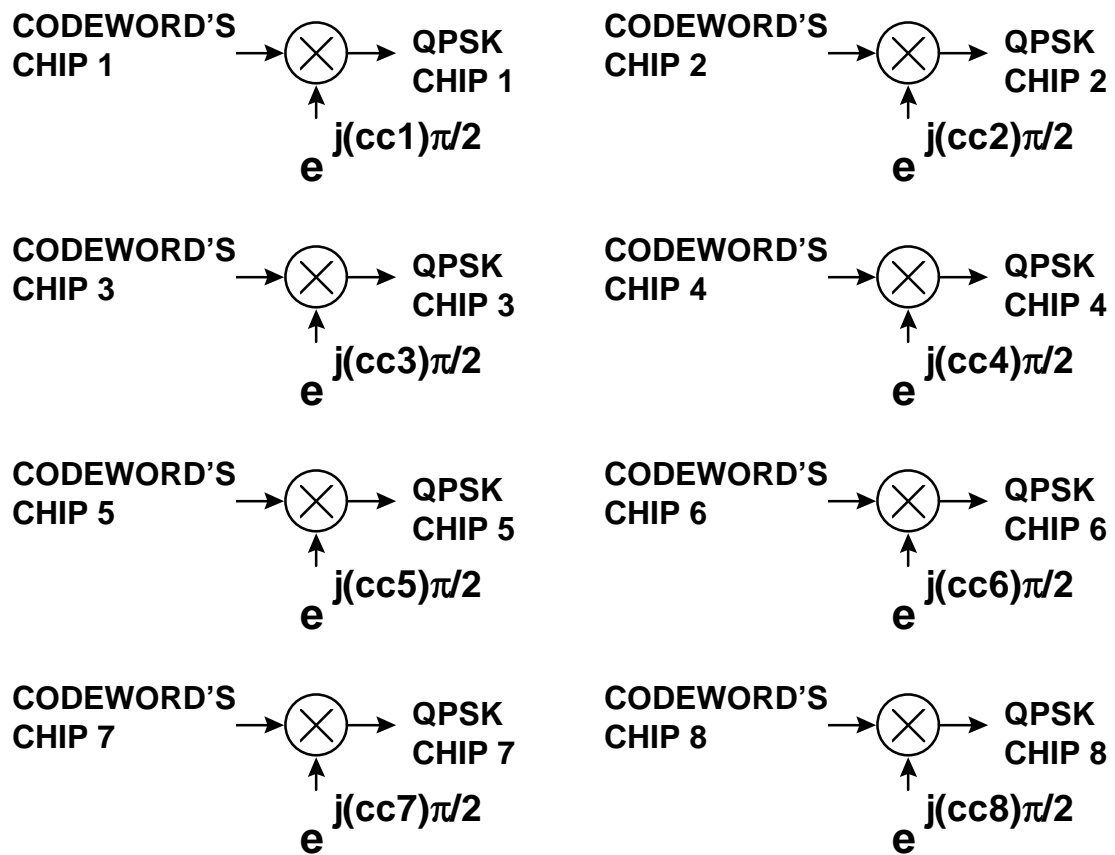 CODEWORD'S
CHIP 1
QPSK
CHIP 1
e j(cc1)π/2
CODEWORD'S
CHIP 2
QPSK
CHIP 2
e j(cc2)π/2
CODEWORD'S
CHIP 3
QPSK
CHIP 3
e j(cc3)π/2
CODEWORD'S
CHIP 4
QPSK
CHIP 4
e j(cc4)π/2
CODEWORD'S
CHIP 5
QPSK
CHIP 5
e j(cc5)π/2
CODEWORD'S
CHIP 6
QPSK
CHIP 6
e j(cc6)π/2
CODEWORD'S
CHIP 7
QPSK
CHIP 7
e j(cc7)π/2
CODEWORD'S
CHIP 8
QPSK
CHIP 8
e j(cc8)π/2